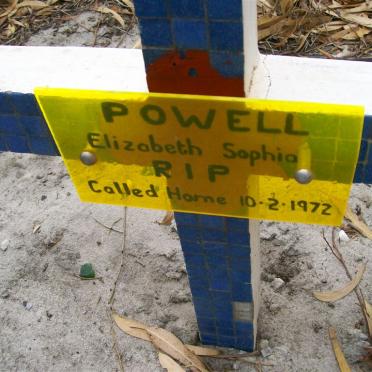 POWELL
Elizabeth Sophia
RIP
Called Home 10-2-1972